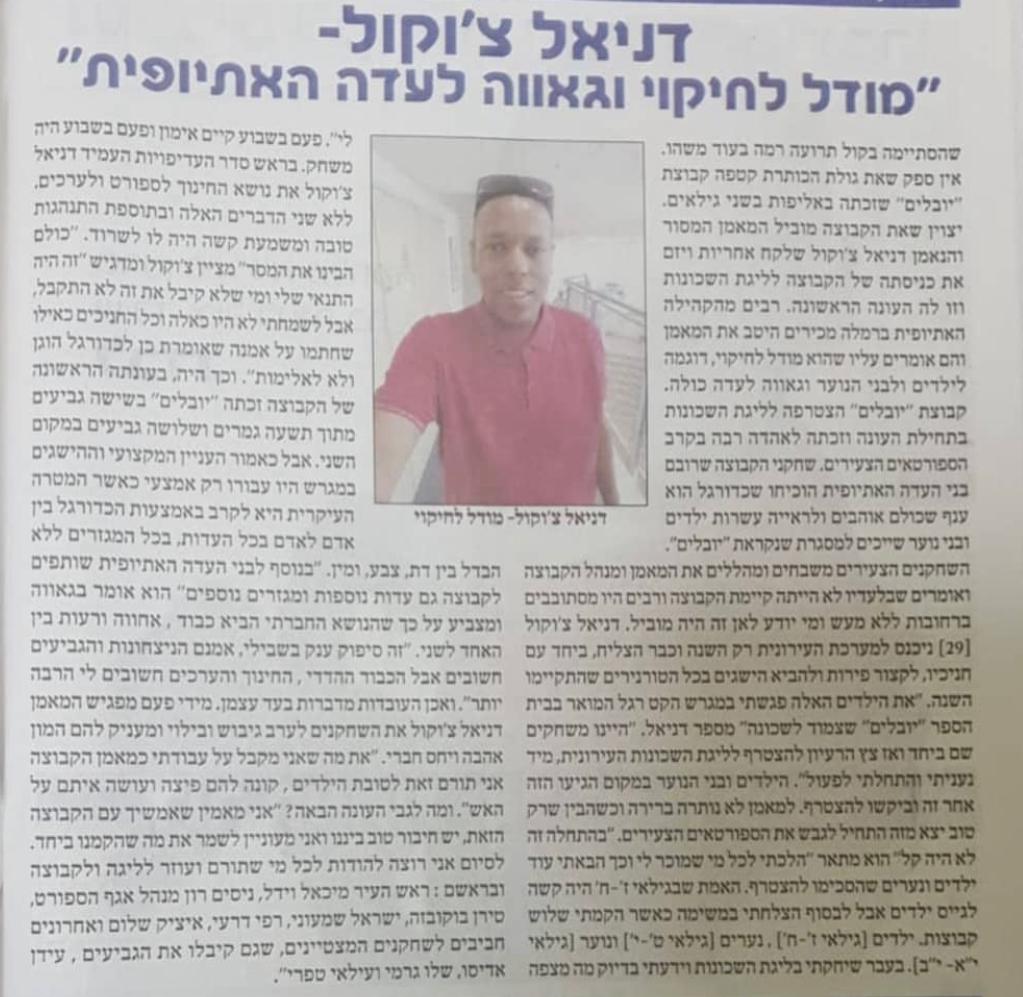 דניאל צ'וקול-
"מודל לחיקוי וגאווה לעדה האתיופית"
שהסתיימה בקול תרועה רמה בעוד משהו.
אין ספק שאת גולת הכותרת קטפה קבוצת
"יובלים" שזכתה באליפות בשני גילאים.
יצוין שאת הקבוצה מוביל המאמן המסור
והנאמן דניאל צ'וקול שלקח אחריות ויזם
את כניסתה של הקבוצה לליגת השכונות
וזו לה העונה הראשונה. רבים מהקהילה
האתיופית ברמלה מכירים היטב את המאמן
והם אומרים עליו שהוא מודל לחיקוי, דוגמה
לילדים ולבני הנוער וגאווה לעדה כולה.
קבוצת "יובלים" הצטרפה לליגת השכונות
בתחילת העונה וזכתה לאהדה רבה בקרב
הספורטאים הצעירים. שחקני הקבוצה שרובם
בני העדה האתיופית הוכיחו שכדורגל הוא
ענף שכולם אוהבים ולראייה עשרות ילדים
ובני נוער שייכים למסגרת שנקראת "יובלים".
השחקנים הצעירים משבחים ומהללים את המאמן ומנהל הקבוצה
ואומרים שבלעדיו לא הייתה קיימת הקבוצה ורבים היו מסתובבים
ברחובות ללא מעש ומי יודע לאן זה היה מוביל. דניאל צ'וקול
[29] ניכנס למערכת העירונית רק השנה וכבר הצליח, ביחד עם
חניכיו, לקצור פירות ולהביא הישגים בכל הטורנירים שהתקיימו
השנה. "את הילדים האלה פגשתי במגרש הקט רגל המואר בבית
הספר "יובלים" שצמוד לשכונה" מספר דניאל. "היינו משחקים
שם ביחד ואז צץ הרעיון להצטרף לליגת השכונות העירונית, מיד
נעניתי והתחלתי לפעול". הילדים ובני הנוער במקום הגיעו הזה
אחר זה וביקשו להצטרף. למאמן לא נותרה ברירה וכשהבין שרק
טוב יצא מזה התחיל לגבש את הספורטאים הצעירים. "בהתחלה זה
לא היה קל" הוא מתאר "הלכתי לכל מי שמוכר לי וכך הבאתי עוד
ילדים ונערים שהסכימו להצטרף. האמת שבגילאי ז'-ח' היה קשה
לגייס ילדים אבל לבסוף הצלחתי במשימה כאשר הקמתי שלוש
קבוצות. ילדים [גילאי ז'-ח'] , נערים [גילאי ט'-י'] ונוער [גילאי
י"א- י"ב]. בעבר שיחקתי בליגת השכונות וידעתי בדיוק מה מצפה
דניאל צ'וקול- מודל לחיקוי
לי". פעם בשבוע קיים אימון ופעם בשבוע היה
משחק. בראש סדר העדיפויות העמיד דניאל
צ'וקול את נושא החינוך לספורט ולערכים,
ללא שני הדברים האלה ובתוספת התנהגות
טובה ומשמעת קשה היה לו לשרוד. "כולם
הבינו את המסר" מציין צ'וקול ומדגיש "זה היה
התנאי שלי ומי שלא קיבל את זה לא התקבל,
אבל לשמחתי לא היו כאלה וכל החניכים כאילו
שחתמו על אמנה שאומרת כן לכדורגל הוגן
ולא לאלימות". וכך היה, בעונתה הראשונה
של הקבוצה זכתה "יובלים" בשישה גביעים
מתוך תשעה גמרים ושלושה גביעים במקום
השני. אבל כאמור העניין המקצועי וההישגים
במגרש היו עבורו רק אמצעי כאשר המטרה
העיקרית היא לקרב באמצעות הכדורגל בין
אדם לאדם בכל העדות, בכל המגזרים ללא
הבדל בין דת, צבע, ומין. "בנוסף לבני העדה האתיופית שותפים
לקבוצה גם עדות נוספות ומגזרים נוספים" הוא אומר בגאווה
ומצביע על כך שהנושא החברתי הביא כבוד , אחווה ורעות בין
האחד לשני. "זה סיפוק ענק בשבילי, אמנם הניצחונות והגביעים
חשובים אבל הכבוד ההדדי , החינוך והערכים חשובים לי הרבה
יותר". ואכן העובדות מדברות בעד עצמן. מידי פעם מפגיש המאמן
דניאל צ'וקול את השחקנים לערב גיבוש ובילוי ומעניק להם המון
אהבה ויחס חברי. "את מה שאני מקבל על עבודתי כמאמן הקבוצה
אני תורם זאת לטובת הילדים , קונה להם פיצה ועושה איתם על
האש". ומה לגבי העונה הבאה? "אני מאמין שאמשיך עם הקבוצה
הזאת, יש חיבור טוב ביננו ואני מעוניין לשמר את מה שהקמנו ביחד.
לסיום אני רוצה להודות לכל מי שתורם ועוזר לליגה ולקבוצה
ובראשם : ראש העיר מיכאל וידל, ניסים רון מנהל אגף הספורט,
סירן בוקובזה, ישראל שמעוני, רפי דרעי, איציק שלום ואחרונים
חביבים לשחקנים המצטיינים, שגם קיבלו את הגביעים , עידן
אדיסו, שלו גרמי ועילאי טפרי".